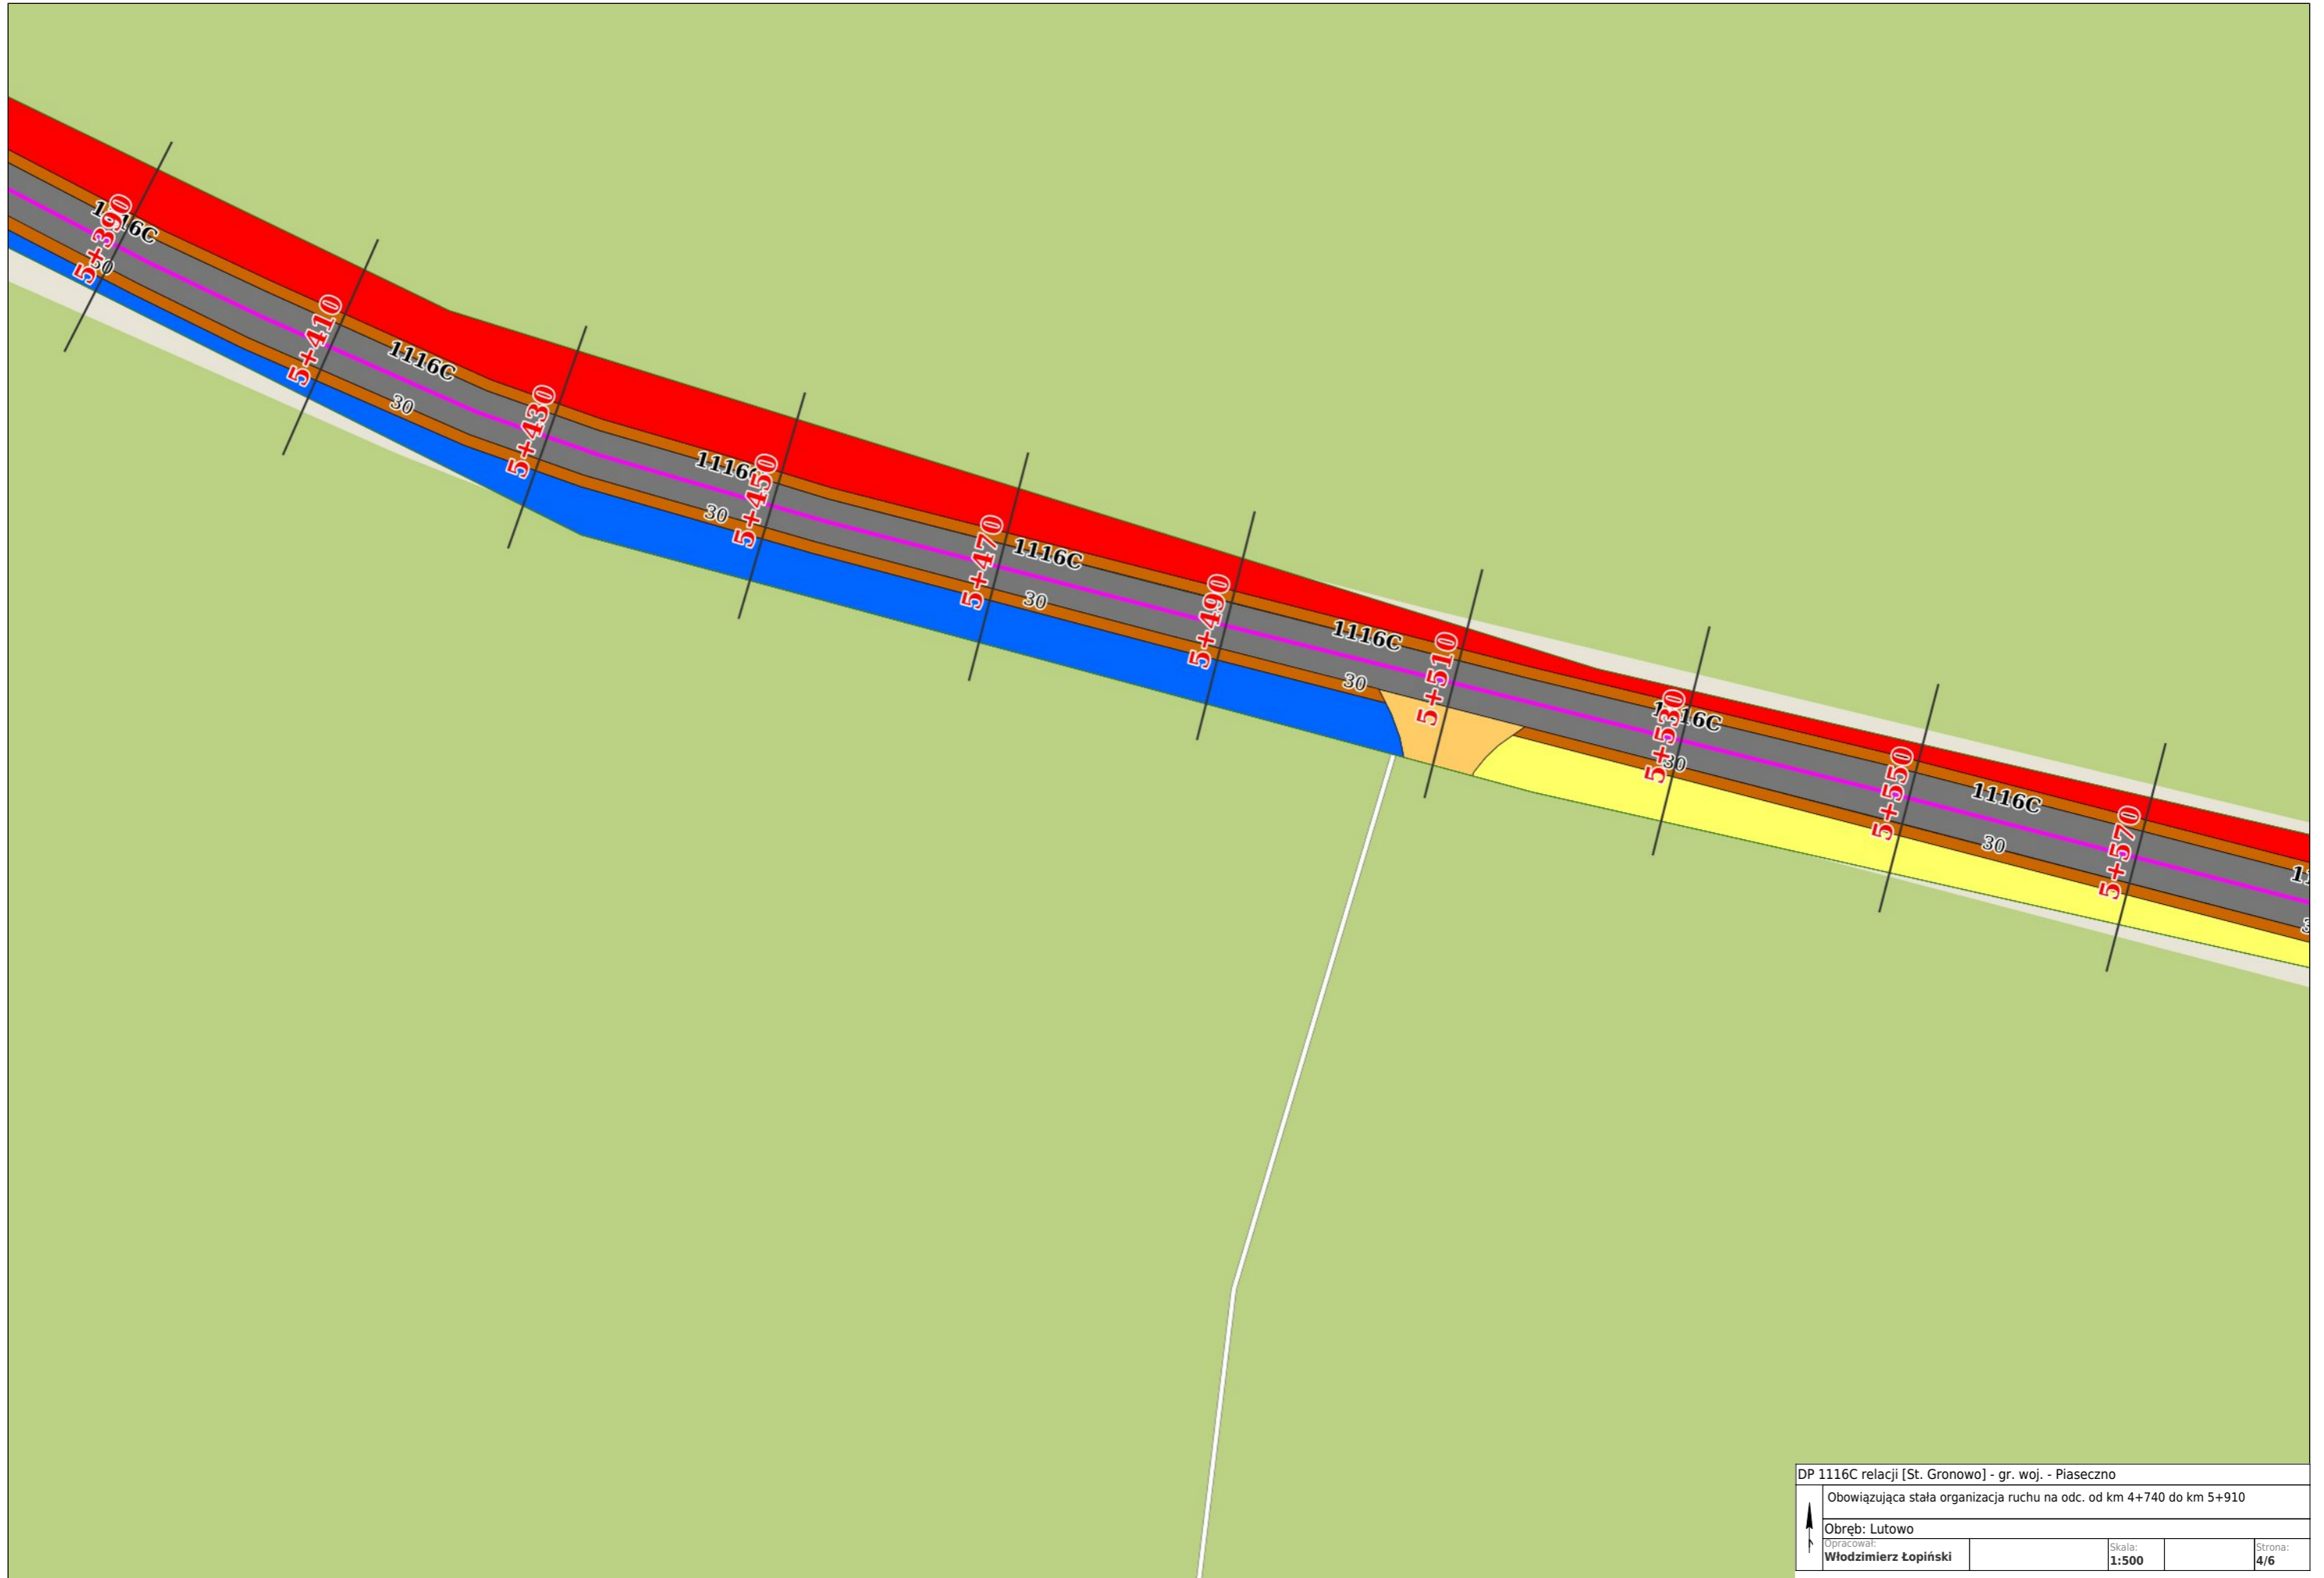 1116C
5+390
30
5+410
1116C
30
5+430
1116C
5+450
30
5+470
1116C
30
5+490
1116C
30
5+510
1116C
5+530
30
5+550
1116C
30
5+570
DP 1116C relacji [St. Gronowo] - gr. woj. - Piaseczno
Obowiązująca stała organizacja ruchu na odc. od km 4+740 do km 5+910
Obręb: Lutowo
Opracował:
Włodzimierz Łopiński
Skala:
1:500
Strona:
4/6